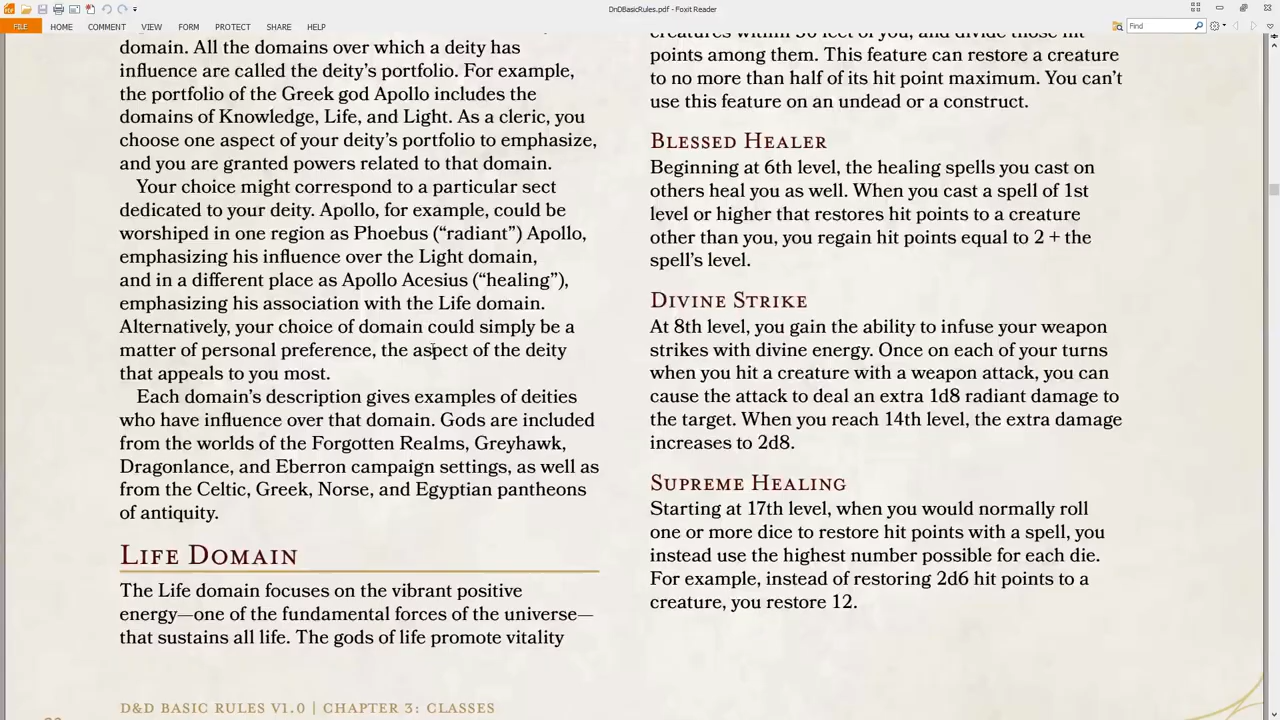 DnDBasicRules.pdf - Foxit Reader
FILE HOME COMMENT VIEW FORM PROTECT SHARE HELP
Find
domain. All the domains over which a deity has
influence are called the deity’s portfolio. For example,
the portfolio of the Greek god Apollo includes the
domains of Knowledge, Life, and Light. As a cleric, you
choose one aspect of your deity’s portfolio to emphasize,
and you are granted powers related to that domain.
Your choice might correspond to a particular sect
dedicated to your deity. Apollo, for example, could be
worshiped in one region as Phoebus (“radiant”) Apollo,
emphasizing his influence over the Light domain,
and in a different place as Apollo Acesius (“healing”),
emphasizing his association with the Life domain.
Alternatively, your choice of domain could simply be a
matter of personal preference, the aspect of the deity
that appeals to you most.
Each domain’s description gives examples of deities
who have influence over that domain. Gods are included
from the worlds of the Forgotten Realms, Greyhawk,
Dragonlance, and Eberron campaign settings, as well as
from the Celtic, Greek, Norse, and Egyptian pantheons
of antiquity.
Life Domain
The Life domain focuses on the vibrant positive
energy—one of the fundamental forces of the universe—
that sustains all life. The gods of life promote vitality
creatures within 30 feet of you, and divide those hit
points among them. This feature can restore a creature
to no more than half of its hit point maximum. You can’t
use this feature on an undead or a construct.
Blessed Healer
Beginning at 6th level, the healing spells you cast on
others heal you as well. When you cast a spell of 1st
level or higher that restores hit points to a creature
other than you, you regain hit points equal to 2 + the
spell’s level.
Divine Strike
At 8th level, you gain the ability to infuse your weapon
strikes with divine energy. Once on each of your turns
when you hit a creature with a weapon attack, you can
cause the attack to deal an extra 1d8 radiant damage to
the target. When you reach 14th level, the extra damage
increases to 2d8.
Supreme Healing
Starting at 17th level, when you would normally roll
one or more dice to restore hit points with a spell, you
instead use the highest number possible for each die.
For example, instead of restoring 2d6 hit points to a
creature, you restore 12.
D&D BASIC RULES V1.0 | CHAPTER 3: CLASSES